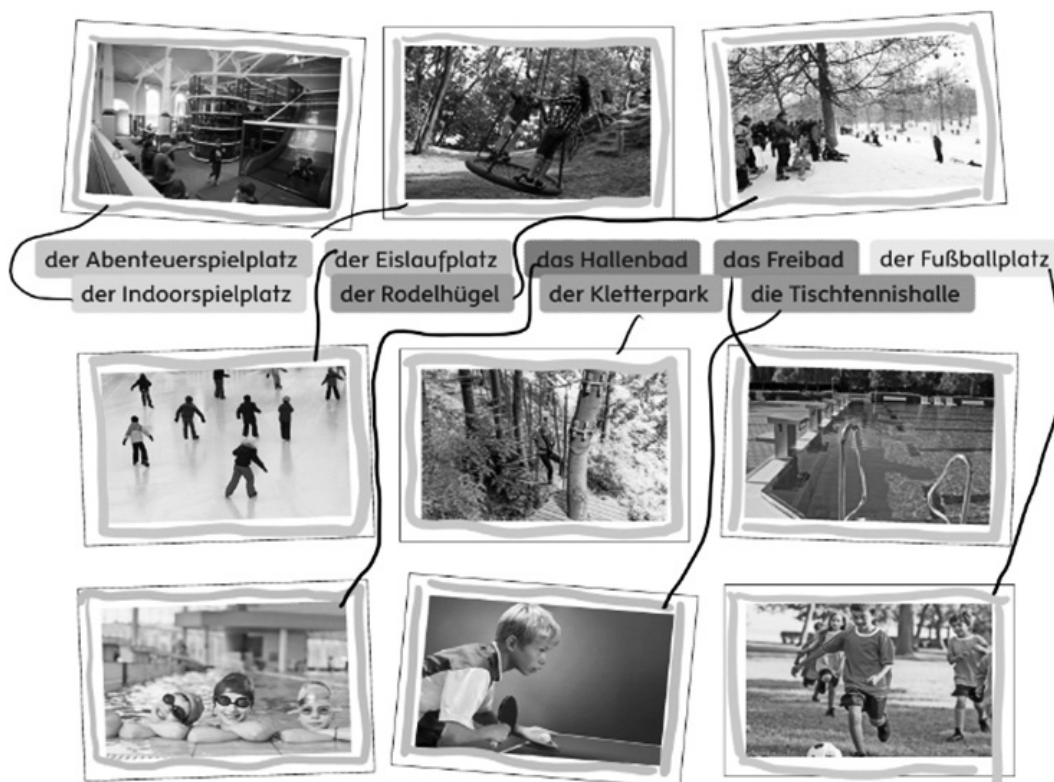 der Abenteuerspielplatz der Eislaufplatz das Hallenbad das Freibad der Fußballplatz
der Indoorspielplatz der Rodelhügel der Kletterpark die Tischtennishalle